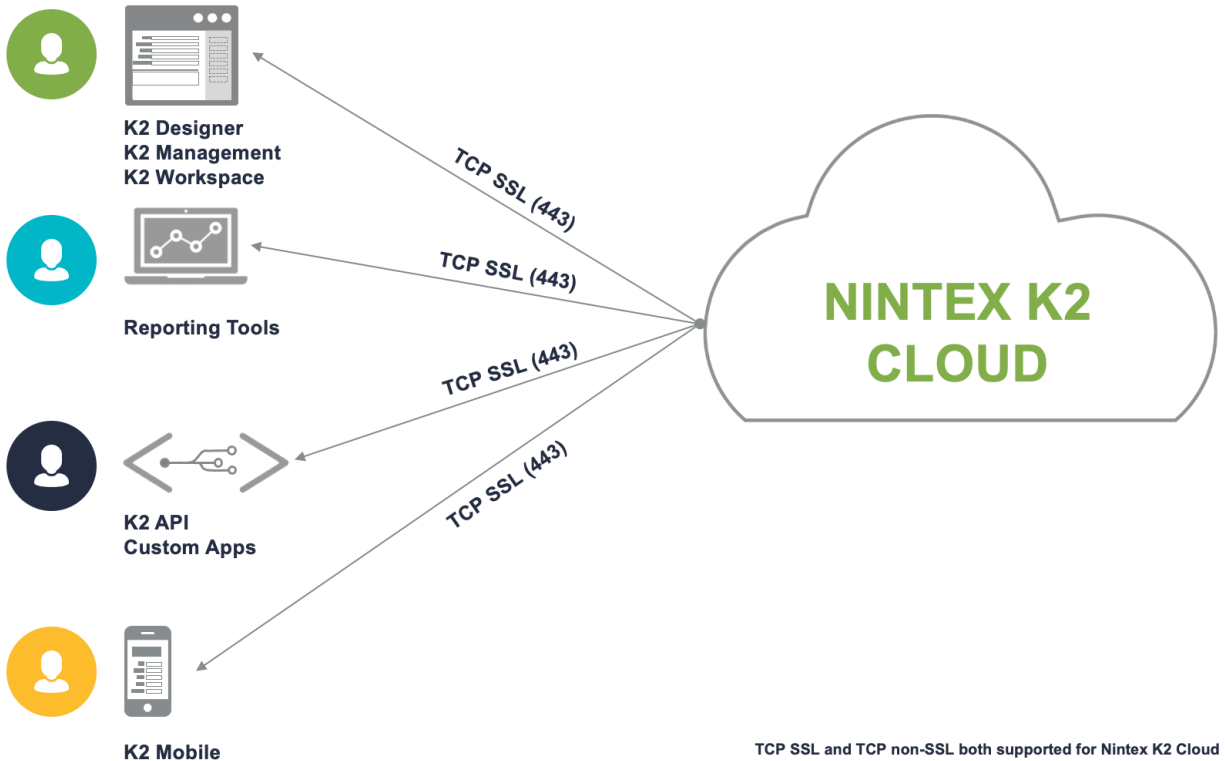 K2 Designer
K2 Management
K2 Workspace
TCP SSL (443)
Reporting Tools
TCP SSL (443)
NINTEX K2
CLOUD
K2 API
Custom Apps
TCP SSL (443)
K2 Mobile
TCP SSL (443)
TCP SSL and TCP non-SSL both supported for Nintex K2 Cloud